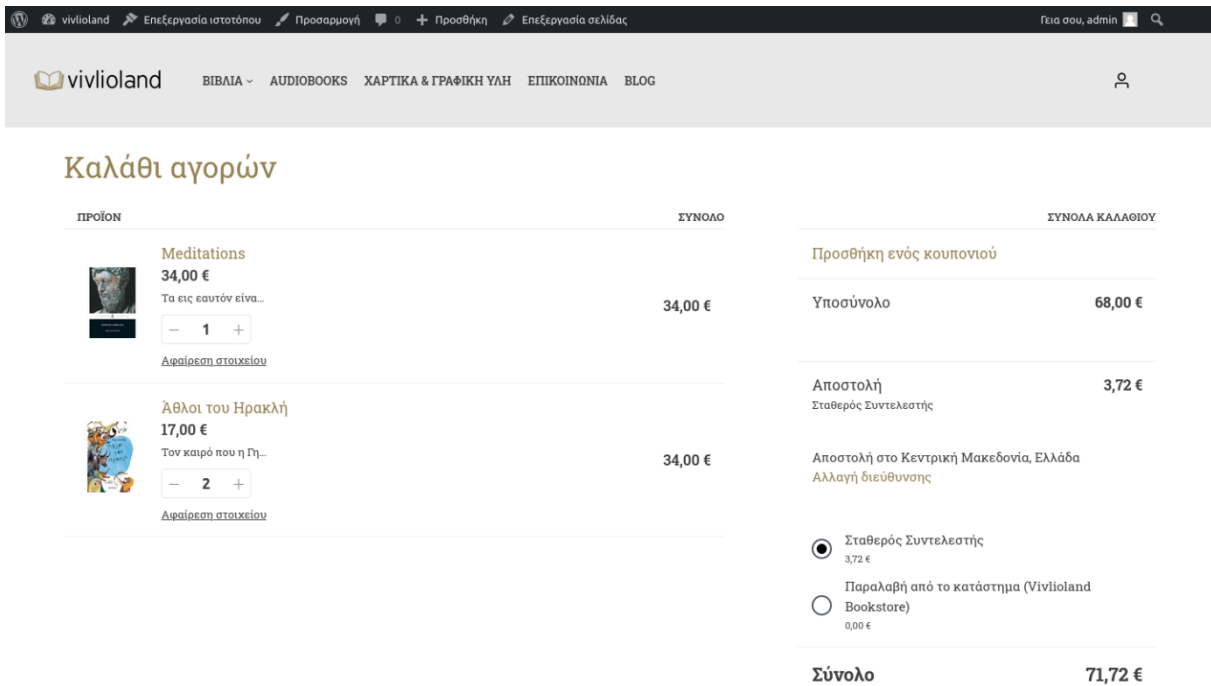 vivlioland Επεξεργασία ιστοτόπου Προσαρμογή 0 Προσθήκη Επεξεργασία σελίδας Γεια σου, admin
vivlioland ΒΙΒΛΙΑ AUDIOBOOKS ΧΑΡΤΙΚΑ & ΓΡΑΦΙΚΗ ΥΛΗ ΕΠΙΚΟΙΝΩΝΙΑ BLOG
Καλάθι αγορών
ΠΡΟΪΟΝ ΣΥΝΟΛΟ
Meditations
34,00 €
Τα εις εαυτόν είνα...
34,00 €
1
Αφαίρεση στοιχείου
Άθλοι του Ηρακλή
17,00 €
Τον καιρό που η Γη...
34,00 €
2
Αφαίρεση στοιχείου
ΣΥΝΟΛΑ ΚΑΛΑΘΙΟΥ
Προσθήκη ενός κουπονιού
Υποσύνολο 68,00 €
Αποστολή 3,72 €
Σταθερός Συντελεστής
Αποστολή στο Κεντρική Μακεδονία, Ελλάδα
Αλλαγή διεύθυνσης
Σταθερός Συντελεστής
3,72 €
Παραλαβή από το κατάστημα (Vivlioland
Bookstore)
0,00 €
Σύνολο 71,72 €